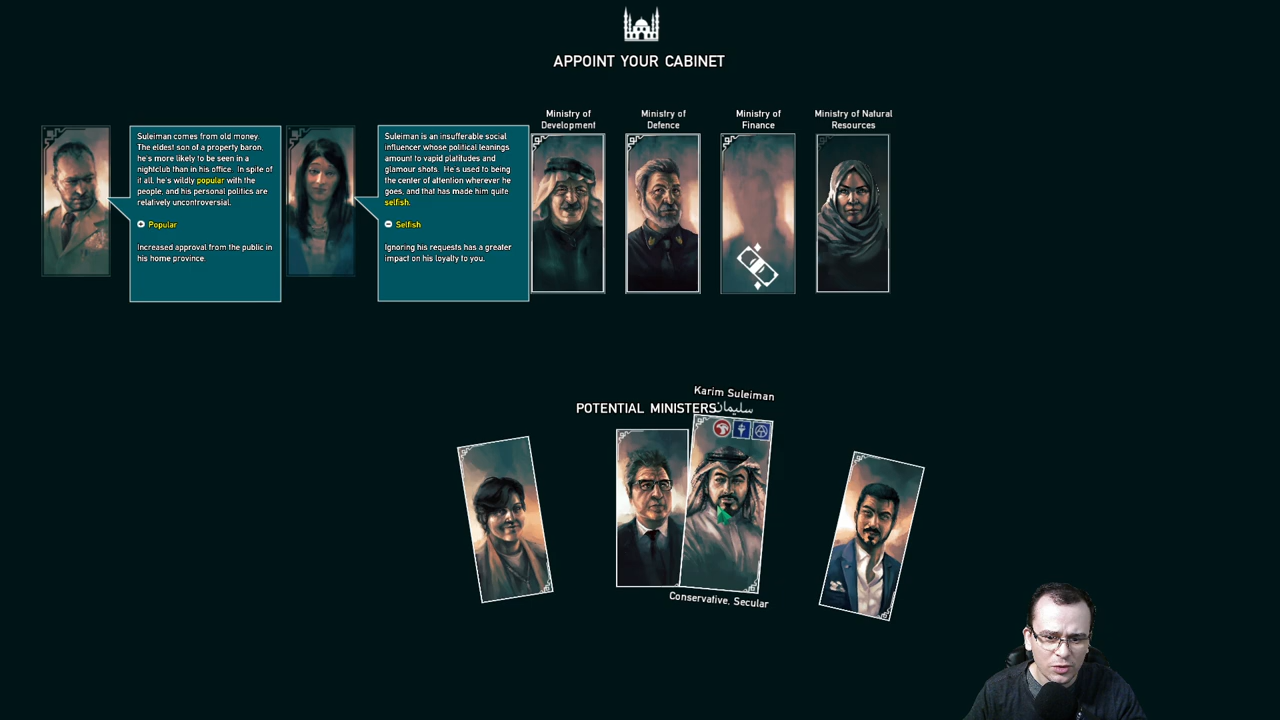 APPOINT YOUR CABINET
Suleiman comes from old money.
The eldest son of a property baron,
he's more likely to be seen in a
nightclub than in his office. In spite of
it all, he's wildly popular with the
people, and his personal politics are
relatively uncontroversial.
Popular
Increased approval from the public in
his home province.
Suleiman is an insufferable social
influencer whose political leanings
amount to vapid platitudes and
glamour shots. He's used to being
the center of attention wherever he
goes, and that has made him quite
selfish.
Selfish
Ignoring his requests has a greater
impact on his loyalty to you.
Ministry of
Development
Ministry of
Defence
Ministry of
Finance
Ministry of Natural
Resources
POTENTIAL MINISTERS
Karim Suleiman
سليمان
Conservative, Secular